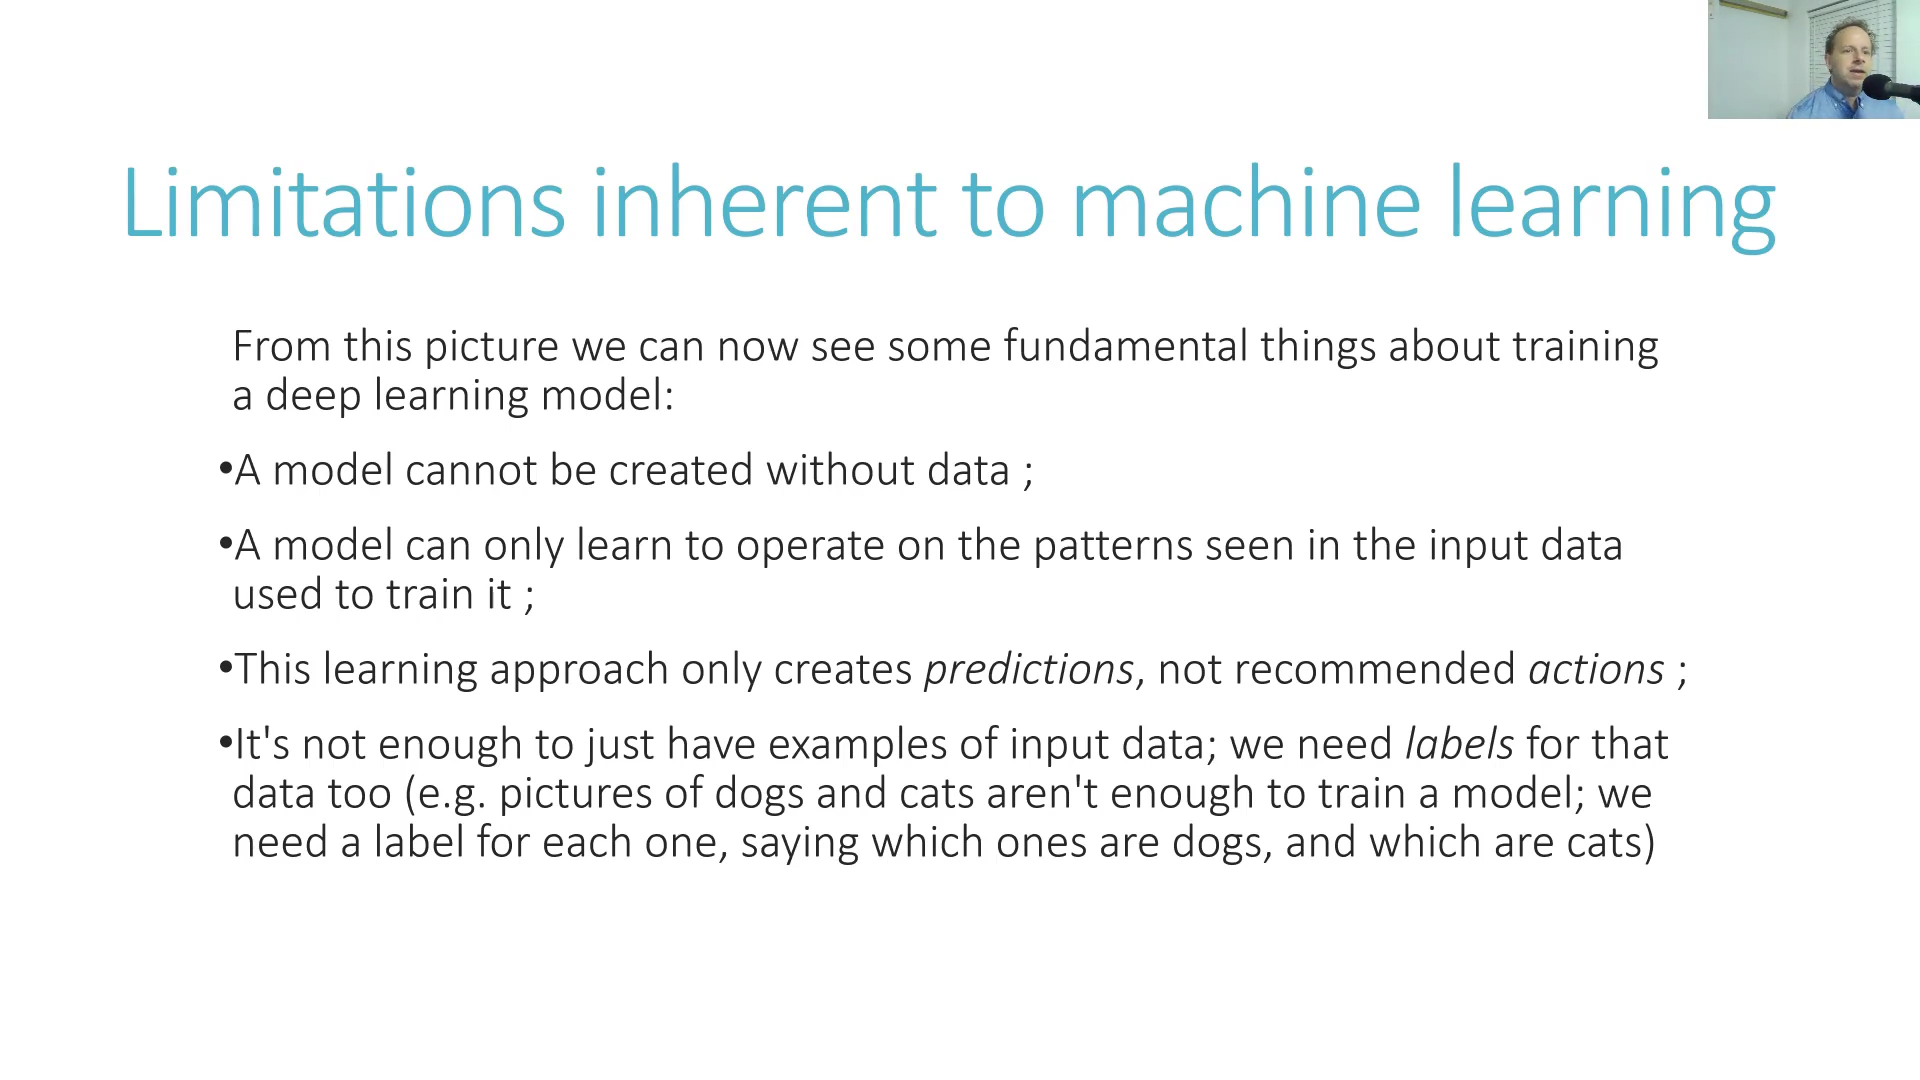 Limitations inherent to machine learning
From this picture we can now see some fundamental things about training
a deep learning model:
•A model cannot be created without data ;
•A model can only learn to operate on the patterns seen in the input data
used to train it ;
•This learning approach only creates predictions, not recommended actions ;
•It's not enough to just have examples of input data; we need labels for that
data too (e.g. pictures of dogs and cats aren't enough to train a model; we
need a label for each one, saying which ones are dogs, and which are cats)